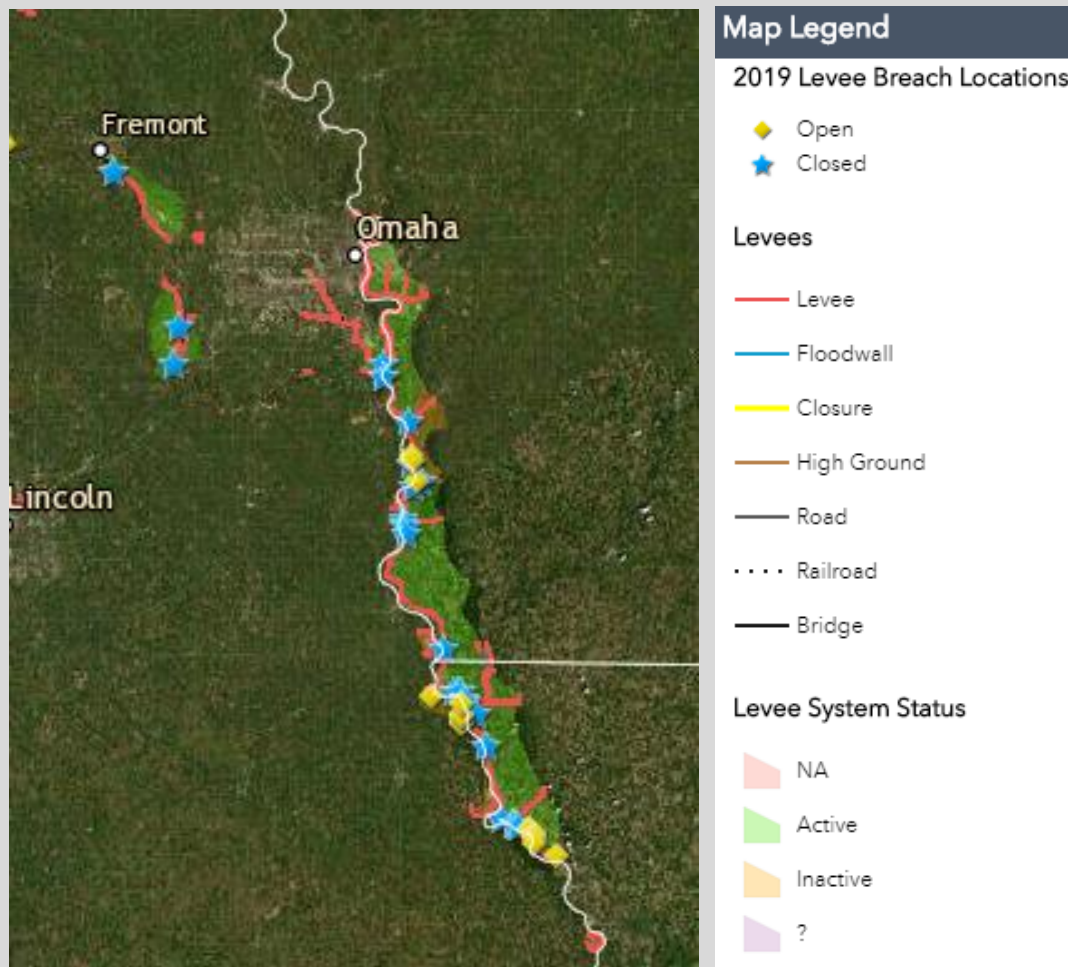 Fremont
Omaha
Lincoln
Map Legend
2019 Levee Breach Locations
Open
Closed
Levees
Levee
Floodwall
Closure
High Ground
Road
Railroad
Bridge
Levee System Status
NA
Active
Inactive
?